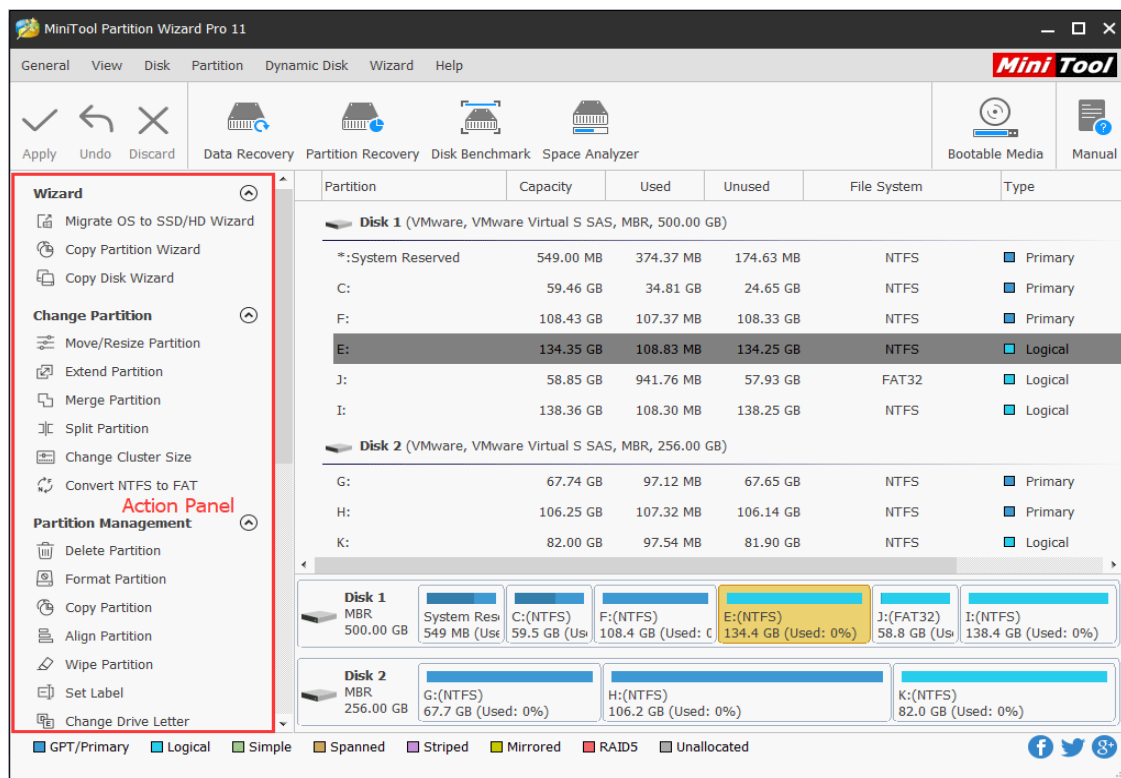 MiniTool Partition Wizard Pro 11
General View Disk Partition Dynamic Disk Wizard Help
Mini Tool
Apply Undo Discard Data Recovery Partition Recovery Disk Benchmark Space Analyzer Bootable Media Manual
Wizard
Migrate OS to SSD/HD Wizard
Copy Partition Wizard
Copy Disk Wizard
Change Partition
Move/Resize Partition
Extend Partition
Merge Partition
Split Partition
Change Cluster Size
Convert NTFS to FAT
Action Panel
Partition Management
Delete Partition
Format Partition
Copy Partition
Align Partition
Wipe Partition
Set Label
Change Drive Letter
Partition Capacity Used Unused File System Type
Disk 1 (VMware, VMware Virtual S SAS, MBR, 500.00 GB)
*:System Reserved 549.00 MB 374.37 MB 174.63 MB NTFS Primary
C: 59.46 GB 34.81 GB 24.65 GB NTFS Primary
F: 108.43 GB 107.37 MB 108.33 GB NTFS Primary
E: 134.35 GB 108.83 MB 134.25 GB NTFS Logical
J: 58.85 GB 941.76 MB 57.93 GB FAT32 Logical
I: 138.36 GB 108.30 MB 138.25 GB NTFS Logical
Disk 2 (VMware, VMware Virtual S SAS, MBR, 256.00 GB)
G: 67.74 GB 97.12 MB 67.65 GB NTFS Primary
H: 106.25 GB 107.32 MB 106.14 GB NTFS Primary
K: 82.00 GB 97.54 MB 81.90 GB NTFS Logical
Disk 1
MBR
500.00 GB
System Res
549 MB (Use
C:(NTFS)
59.5 GB (Us
F:(NTFS)
108.4 GB (Used:
E:(NTFS)
134.4 GB (Used: 0%)
J:(FAT32)
58.8 GB (Us
I:(NTFS)
138.4 GB (Used: 0%)
Disk 2
MBR
256.00 GB
G:(NTFS)
67.7 GB (Used: 0%)
H:(NTFS)
106.2 GB (Used: 0%)
K:(NTFS)
82.0 GB (Used: 0%)
GPT/Primary Logical Simple Spanned Striped Mirrored RAID5 Unallocated